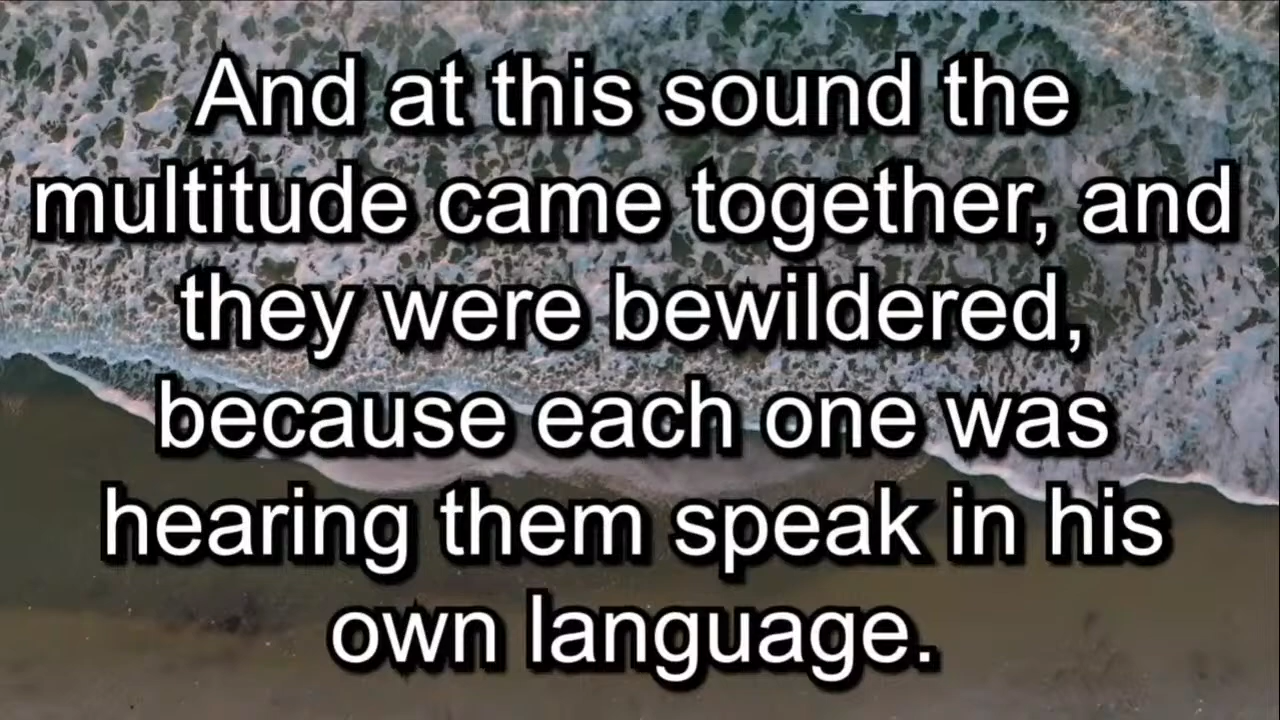 And at this sound the
multitude came together, and
they were bewildered,
because each one was
hearing them speak in his
own language.